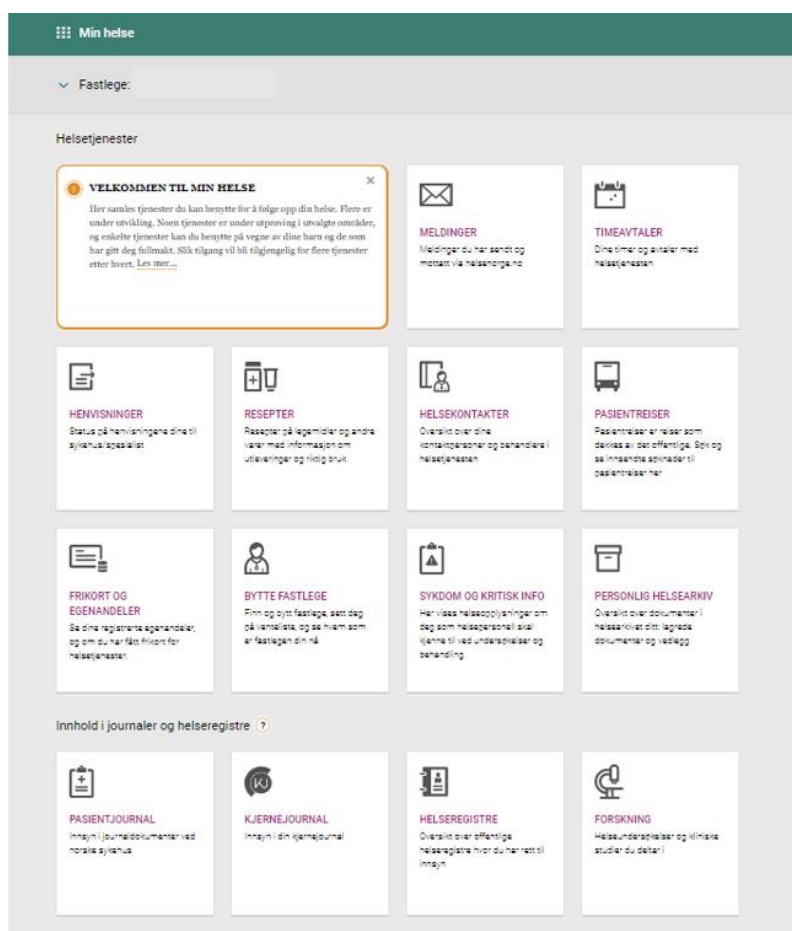 Min helse
Fastlege:
Helsetjenester
VELKOMMEN TIL MIN HELSE
Her samles tjenester du kan benytte for å følge opp din helse. Flere er
under utvikling. Noen tjenester er under utprøving i utvalgte områder,
og enkelte tjenester kan du benytte på vegne av dine barn og de som
har gitt deg fullmakt. Slik tilgang vil bli tilgjengelig for flere tjenester
etter hvert. Les mer...
MELDINGER
Meldinger du har sendt og
mottatt via helsenorge.no
TIMEAVTALER
Dine timer og avtaler med
helsetjenesten
HENVISNINGER
Status på henvisningene dine til
sykehus/spesialist
RESEPTER
Resepter på legemidler og andre
varer med informasjon om
utleveringer og riktig bruk
HELSEKONTAKTER
Oversikt over dine
kontaktpersoner og behandlere i
helsetjenesten
PASIENTREISER
Pasientreiser er reiser som
dekkes av det offentlige. Søk og
se innsendte søknader til
pasientreiser her
FRIKORT OG
EGENANDELER
Se dine registrerte egenandeler,
og om du har fått frikort for
helsetjenester.
BYTTE FASTLEGE
Finn og bytt fastlege, sett deg
på venteliste, og se hvem som
er fastlegen din nå
SYKDOM OG KRITISK INFO
Her vises helseopplysninger om
deg som helsepersonell skal
kjenne til ved undersøkelser og
behandling
PERSONLIG HELSEARKIV
Oversikt over dokumenter i
helsearkivet ditt: lagrede
dokumenter og vedlegg
Innhold i journaler og helseregistre ?
PASIENTJOURNAL
Innsyn i journaldokumenter ved
norske sykehus
KJ
KJERNEJOURNAL
Innsyn i din kjernejournal
HELSEREGISTRE
Oversikt over offentlige
helseregistre hvor du har rett til
innsyn
FORSKNING
Helseundersøkelser og kliniske
studier du deltar i